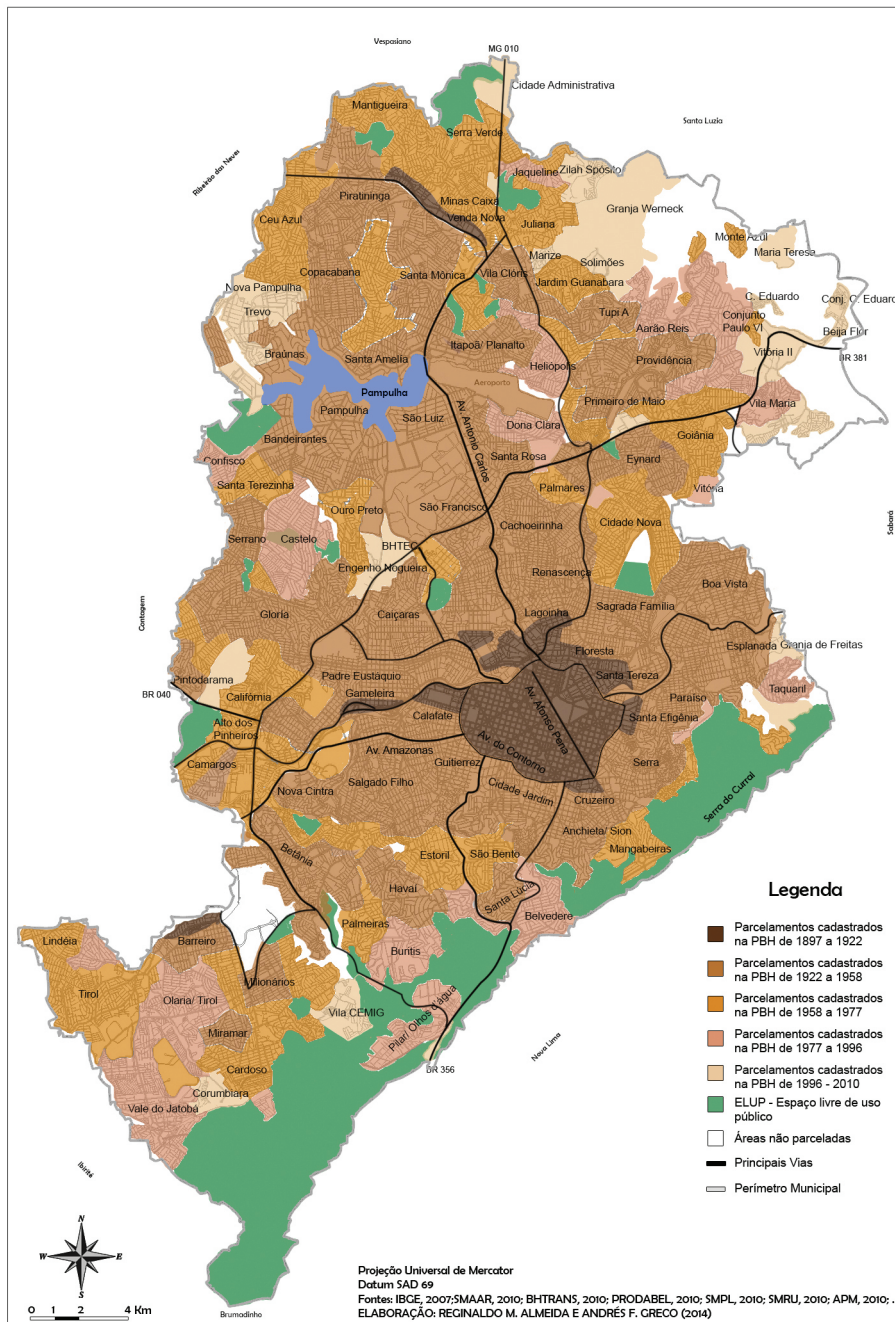 Vespasiano
MG 010
Cidade Administrativa
Mantigueira
Serra Verde
Santa Luzia
Ribeirão das Neves
Jaqueline
Zilah Spósito
Piratininga
Minas Caixa
Granja Werneck
Venda Nova
Ceu Azul
Juliana
Monte Azul
Maria Teresa
Copacabana
Santa Mônica
Vila Clóris
Marize
Solimões
Jardim Guanabara
Nova Pampulha
Trevo
C. Eduardo
Conj. C. Eduard
Tupi A
Aarão Reis
Conjunto
Paulo VI
Beija Flor
Itapoã/ Planalto
Braúnas
Santa Amelia
Providência
Vitória II
BR 381
Heliópolis
Aeroporto
Pampulha
Pampulha
São Luiz
Primeiro de Maio
Vila Maria
Av. Antonio Carlos
Dona Clara
Bandeirantes
Goiânia
Confisco
Santa Rosa
Eynard
Santa Terezinha
Palmares
Vitória
Ouro Preto
São Francisco
Cachoeirinha
Cidade Nova
Sabará
Serrano
Castelo
BHTEC
Engenho Nogueira
Renascença
Boa Vista
Contagem
Gloría
Caiçaras
Lagoinha
Sagrada Família
Floresta
Esplanada
Granja de Freitas
Santa Tereza
Pintodarama
Padre Eustáquio
Taquaril
BR 040
Califórnia
Gameleira
Paraíso
Alto dos
Pinheiros
Calafate
Av. Afonso Pena
Santa Efigênia
Av. Amazonas
Av. do Contorno
Camargos
Guitierrez
Serra
Salgado Filho
Nova Cintra
Cidade Jardim
Cruzeiro
Serra do Curral
Anchieta/ Sion
Betânia
Estoril
São Bento
Mangabeiras
Havaí
Santa Lúcia
Belvedere
Lindéia
Barreiro
Palmeiras
Buritis
Tirol
Milionários
Olaria/ Tirol
Vila CEMIG
Pilar/ Olhos d'água
Miramar
Nova Lima
Cardoso
BR 356
Corumbiara
Vale do Jatobá
Ibirité
Brumadinho
Legenda
Parcelamentos cadastrados
na PBH de 1897 a 1922
Parcelamentos cadastrados
na PBH de 1922 a 1958
Parcelamentos cadastrados
na PBH de 1958 a 1977
Parcelamentos cadastrados
na PBH de 1977 a 1996
Parcelamentos cadastrados
na PBH de 1996 - 2010
ELUP - Espaço livre de uso
público
Áreas não parceladas
Principais Vias
Perímetro Municipal
N
W E
S
0 1 2 4 Km
Projeção Universal de Mercator
Datum SAD 69
Fontes: IBGE, 2007;SMAAR, 2010; BHTRANS, 2010; PRODABEL, 2010; SMPL, 2010; SMRU, 2010; APM, 2010; .
ELABORAÇÃO: REGINALDO M. ALMEIDA E ANDRÉS F. GRECO (2014)